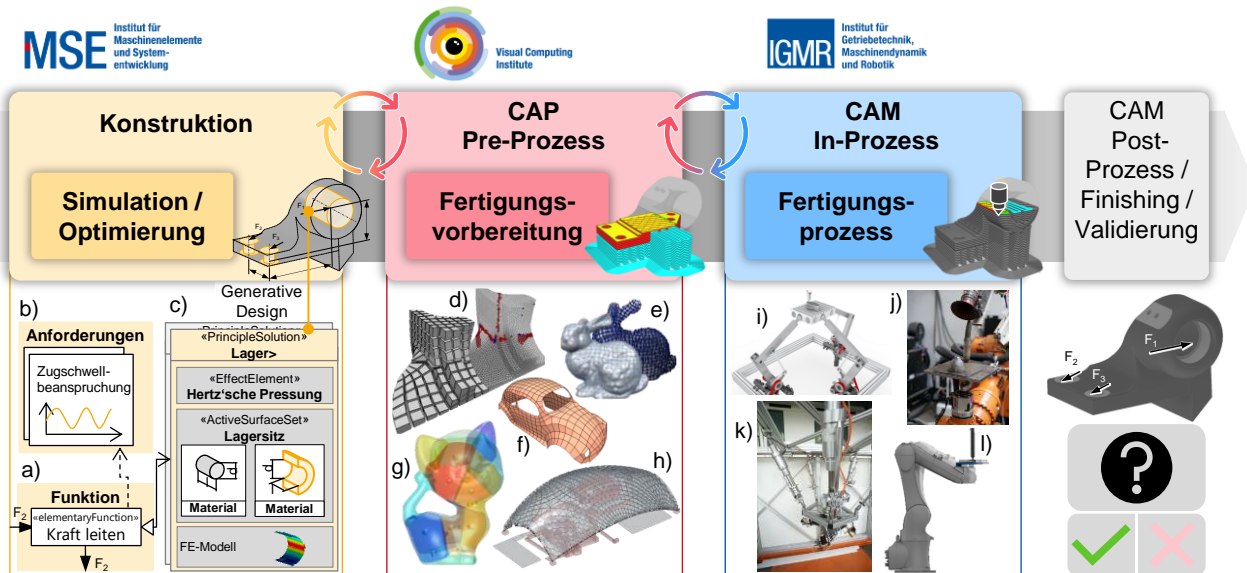 MSE
Institut für
Maschinenelemente
und System-
entwicklung
Visual Computing
Institute
IGMR
Institut für
Getriebetechnik,
Maschinendynamik
und Robotik
Konstruktion
Simulation /
Optimierung
F1
F2
F3
CAP
Pre-Prozess
Fertigungs-
vorbereitung
CAM
In-Prozess
Fertigungs-
prozess
CAM
Post-
Prozess /
Finishing /
Validierung
Generative
Design
b)
Anforderungen
Zugschwell-
beanspruchung
a)
Funktion
F2
«elementaryFunction»
Kraft leiten
F2
c)
«PrincipleSolution»
Lager>
«EffectElement»
Hertz‘sche Pressung
«ActiveSurfaceSet»
Lagersitz
Material
Material
FE-Modell
d)
e)
f)
g)
h)
i)
j)
k)
l)
F1
F2
F3
?